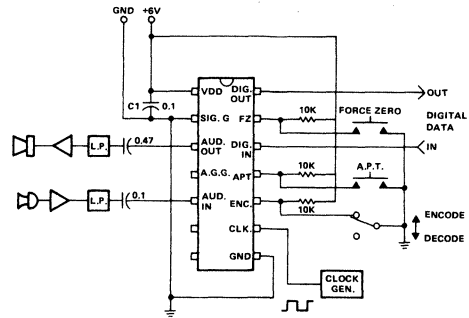 GND +6V
C1 0.1
VDD DIG. OUT
OUT
SIG. G FZ
10K
FORCE ZERO
DIGITAL DATA
L.P.
0.47
AUD. OUT DIG. IN
IN
A.G.G. APT
10K
A.P.T.
L.P.
0.1
AUD. IN ENC.
10K
ENCODE
DECODE
CLK.
GND
CLOCK GEN.